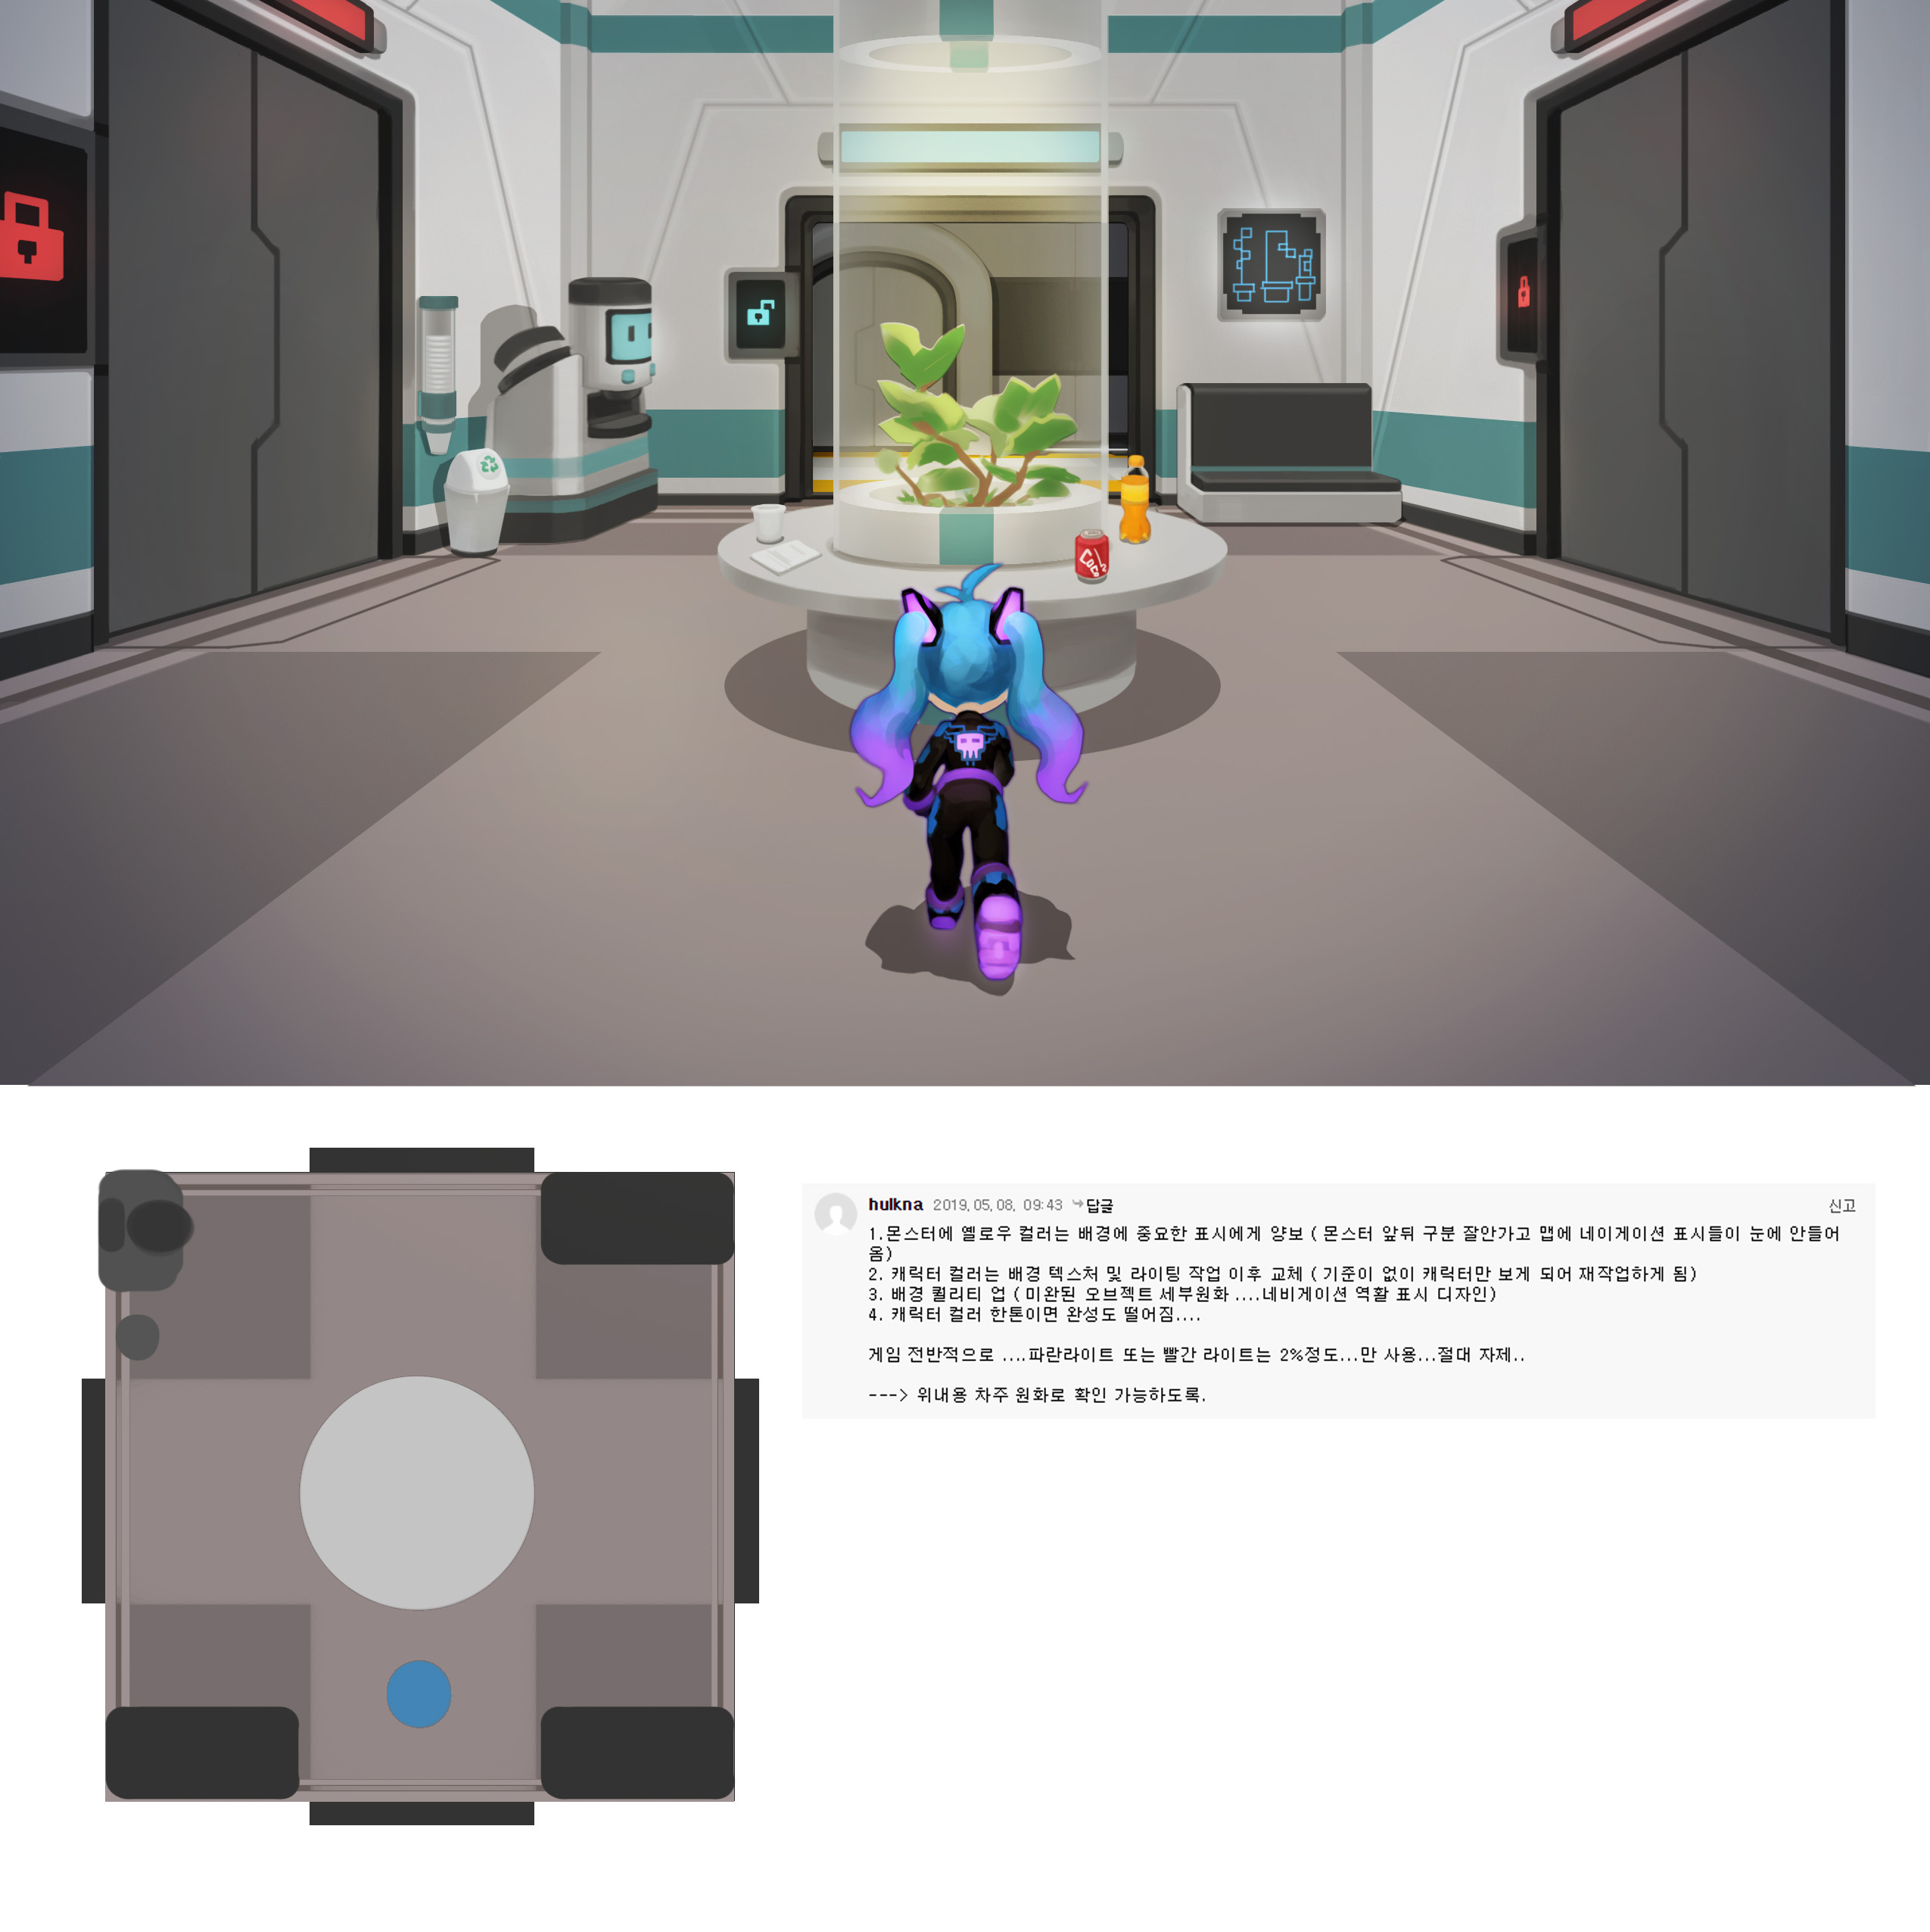 CoC
hulkna 2019.05.08. 09:43 답글 신고
1.몬스터에 옐로우 컬러는 배경에 중요한 표시에게 양보 ( 몬스터 앞뒤 구분 잘안가고 맵에 네이게이션 표시들이 눈에 안들어
옴)
2. 캐릭터 컬러는 배경 텍스처 및 라이팅 작업 이후 교체 ( 기준이 없이 캐릭터만 보게 되어 재작업하게 됨)
3. 배경 퀄리티 업 ( 미완된 오브젝트 세부원화 ....네비게이션 역활 표시 디자인)
4. 캐릭터 컬러 한톤이면 완성도 떨어짐....
게임 전반적으로 ....파란라이트 또는 빨간 라이트는 2%정도...만 사용...절대 자제..
---> 위내용 차주 원화로 확인 가능하도록.